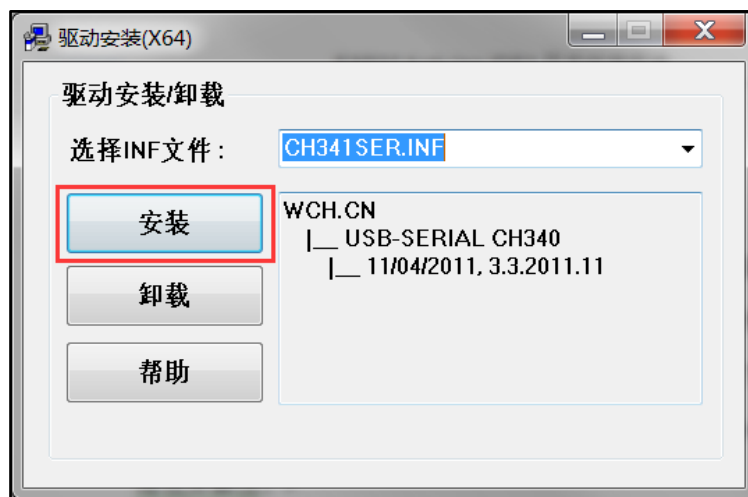 驱动安装(X64)
驱动安装/卸载
选择INF文件：
CH341SER.INF
安装
卸载
帮助
WCH.CN
|__ USB-SERIAL CH340
|__ 11/04/2011, 3.3.2011.11